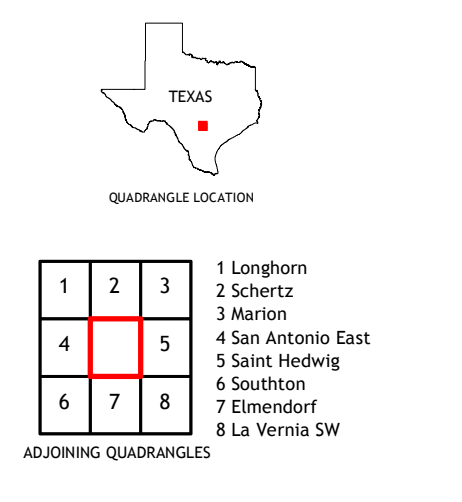 TEXAS
QUADRANGLE LOCATION
1 2 3
4 5
6 7 8
ADJOINING QUADRANGLES
1 Longhorn
2 Schertz
3 Marion
4 San Antonio East
5 Saint Hedwig
6 Southton
7 Elmendorf
8 La Vernia SW